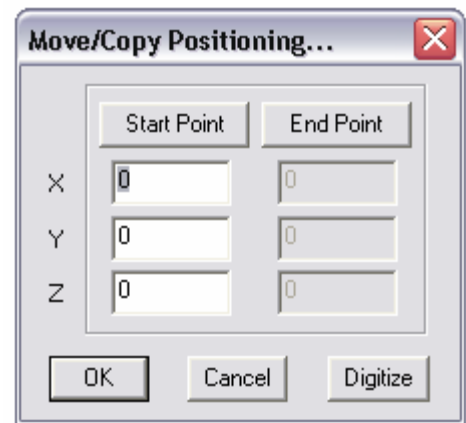 Move/Copy Positioning...
Start Point End Point
X 0 0
Y 0 0
Z 0 0
OK Cancel Digitize